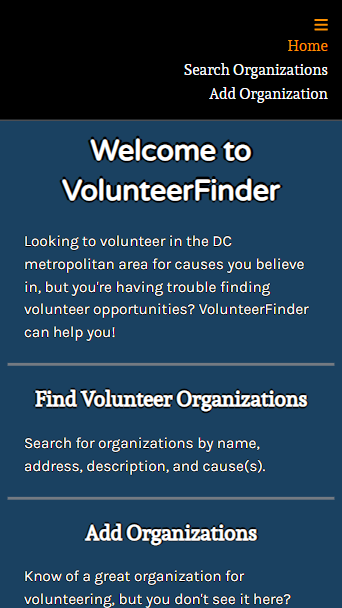 Home
Search Organizations
Add Organization
Welcome to
VolunteerFinder
Looking to volunteer in the DC
metropolitan area for causes you believe
in, but you're having trouble finding
volunteer opportunities? VolunteerFinder
can help you!
Find Volunteer Organizations
Search for organizations by name,
address, description, and cause(s).
Add Organizations
Know of a great organization for
volunteering, but you don't see it here?